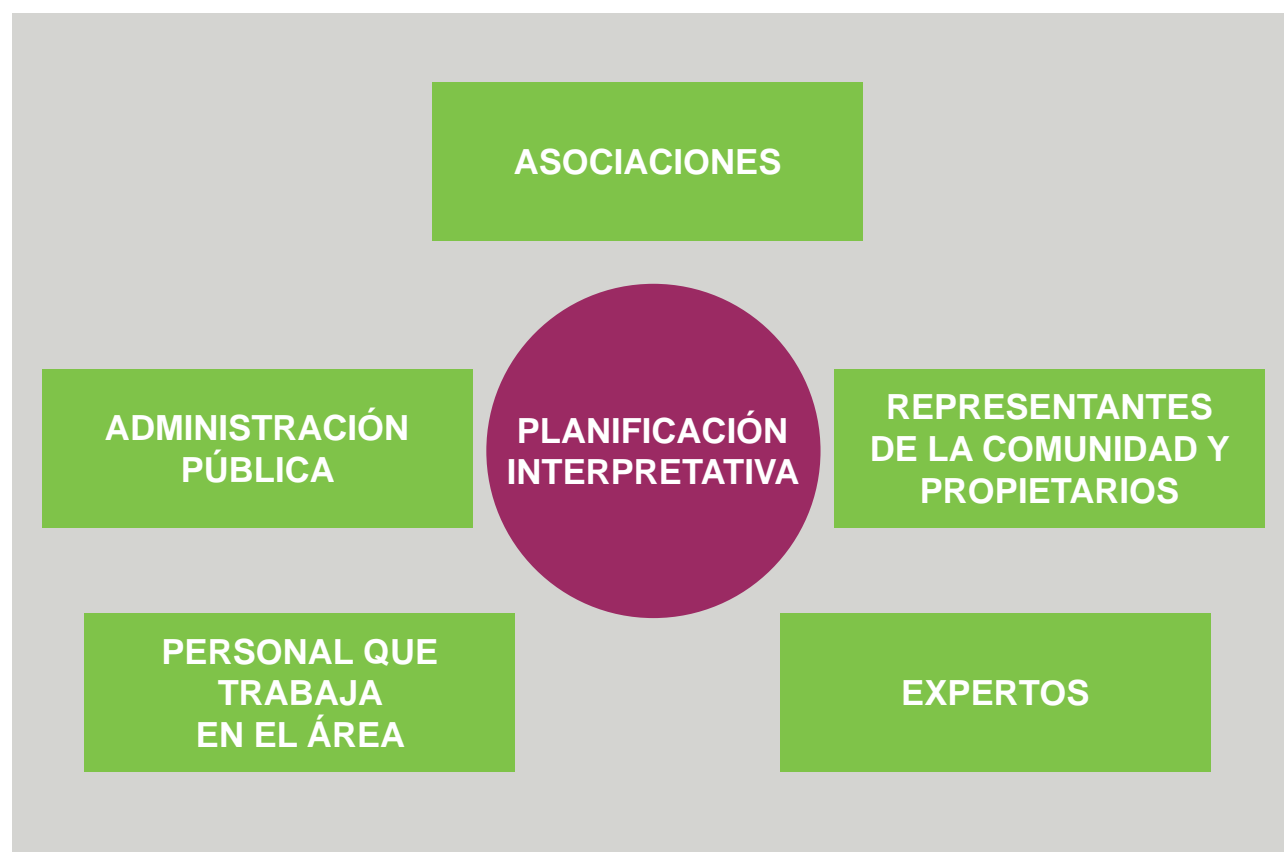 ASOCIACIONES
ADMINISTRACIÓN
PÚBLICA
PLANIFICACIÓN
INTERPRETATIVA
REPRESENTANTES
DE LA COMUNIDAD Y
PROPIETARIOS
PERSONAL QUE
TRABAJA
EN EL ÁREA
EXPERTOS